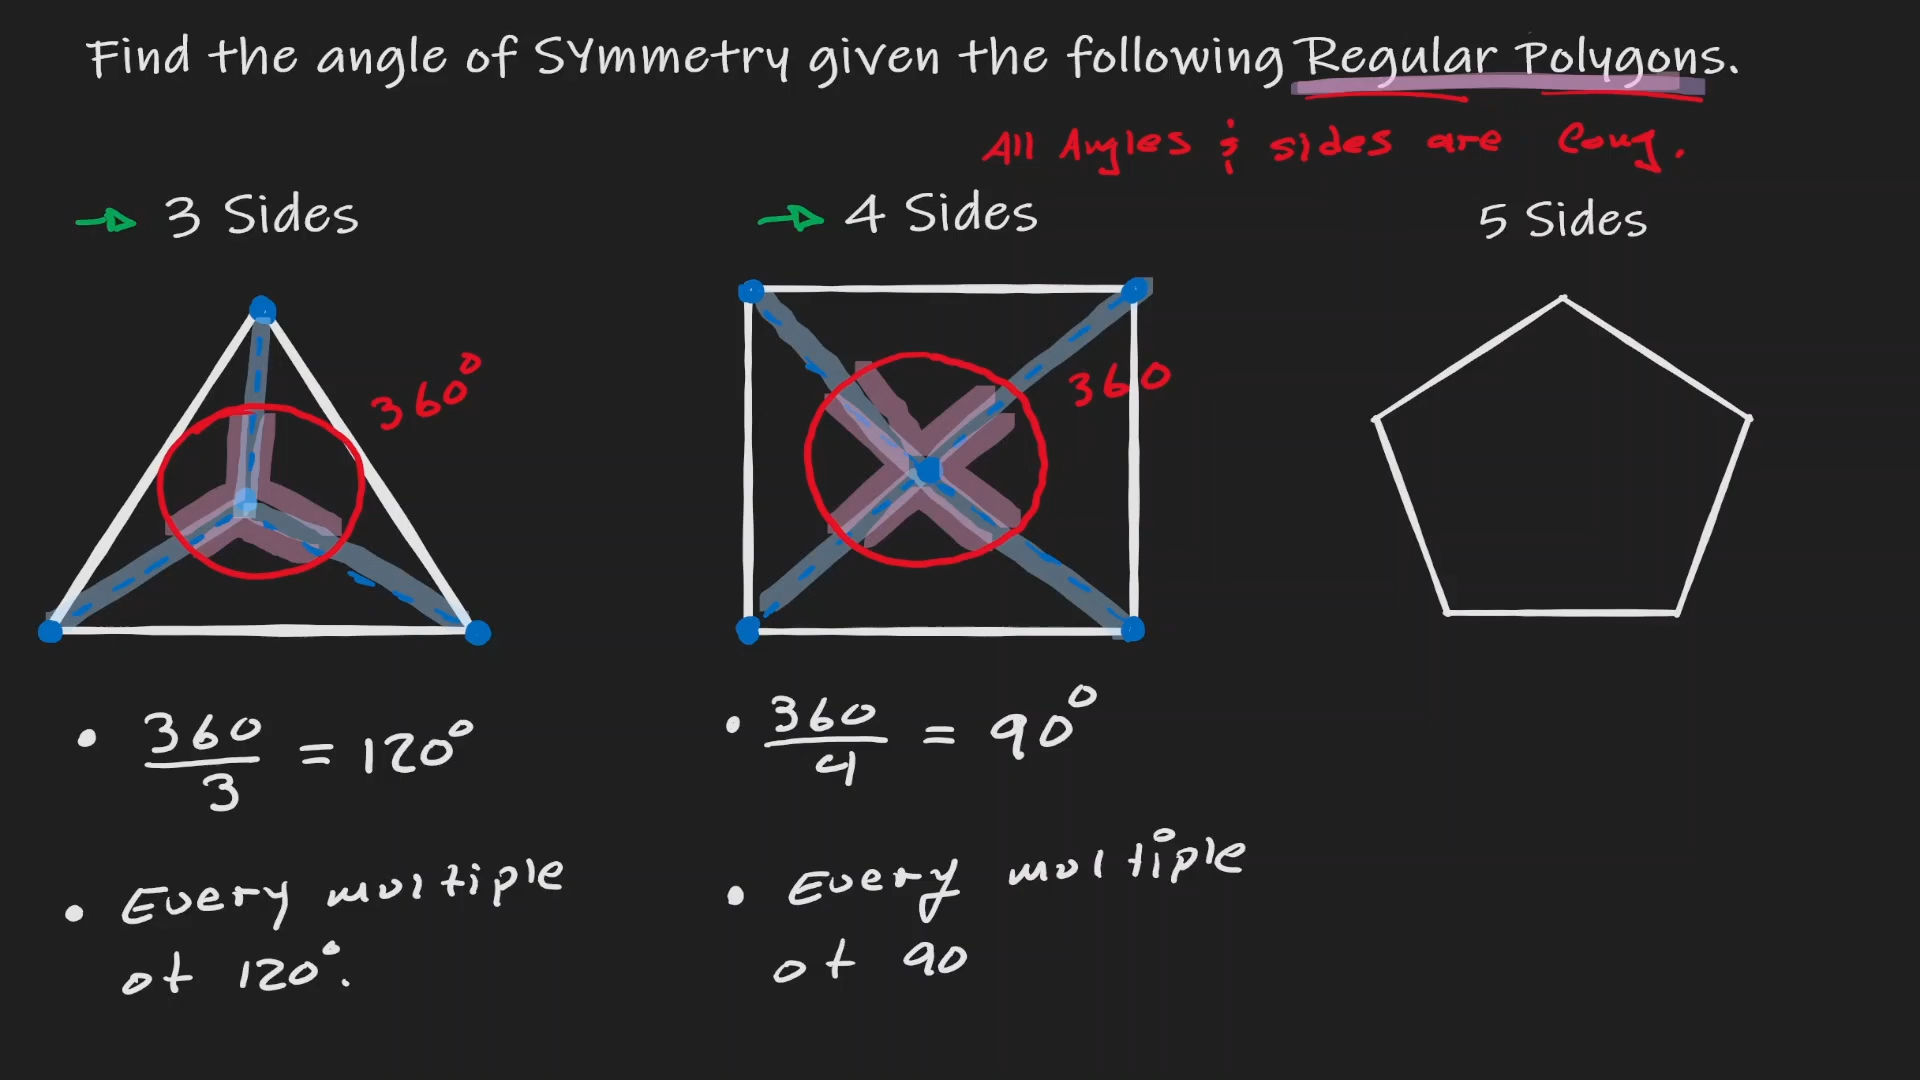 Find the angle of SYmmetry given the following Regular Polygons.
All Angles & sides are Cong.
3 Sides
4 Sides
5 Sides
360°
360
• 360/3 = 120°
• 360/4 = 90°
• Every multiple
of 120°.
• Every multiple
of 90